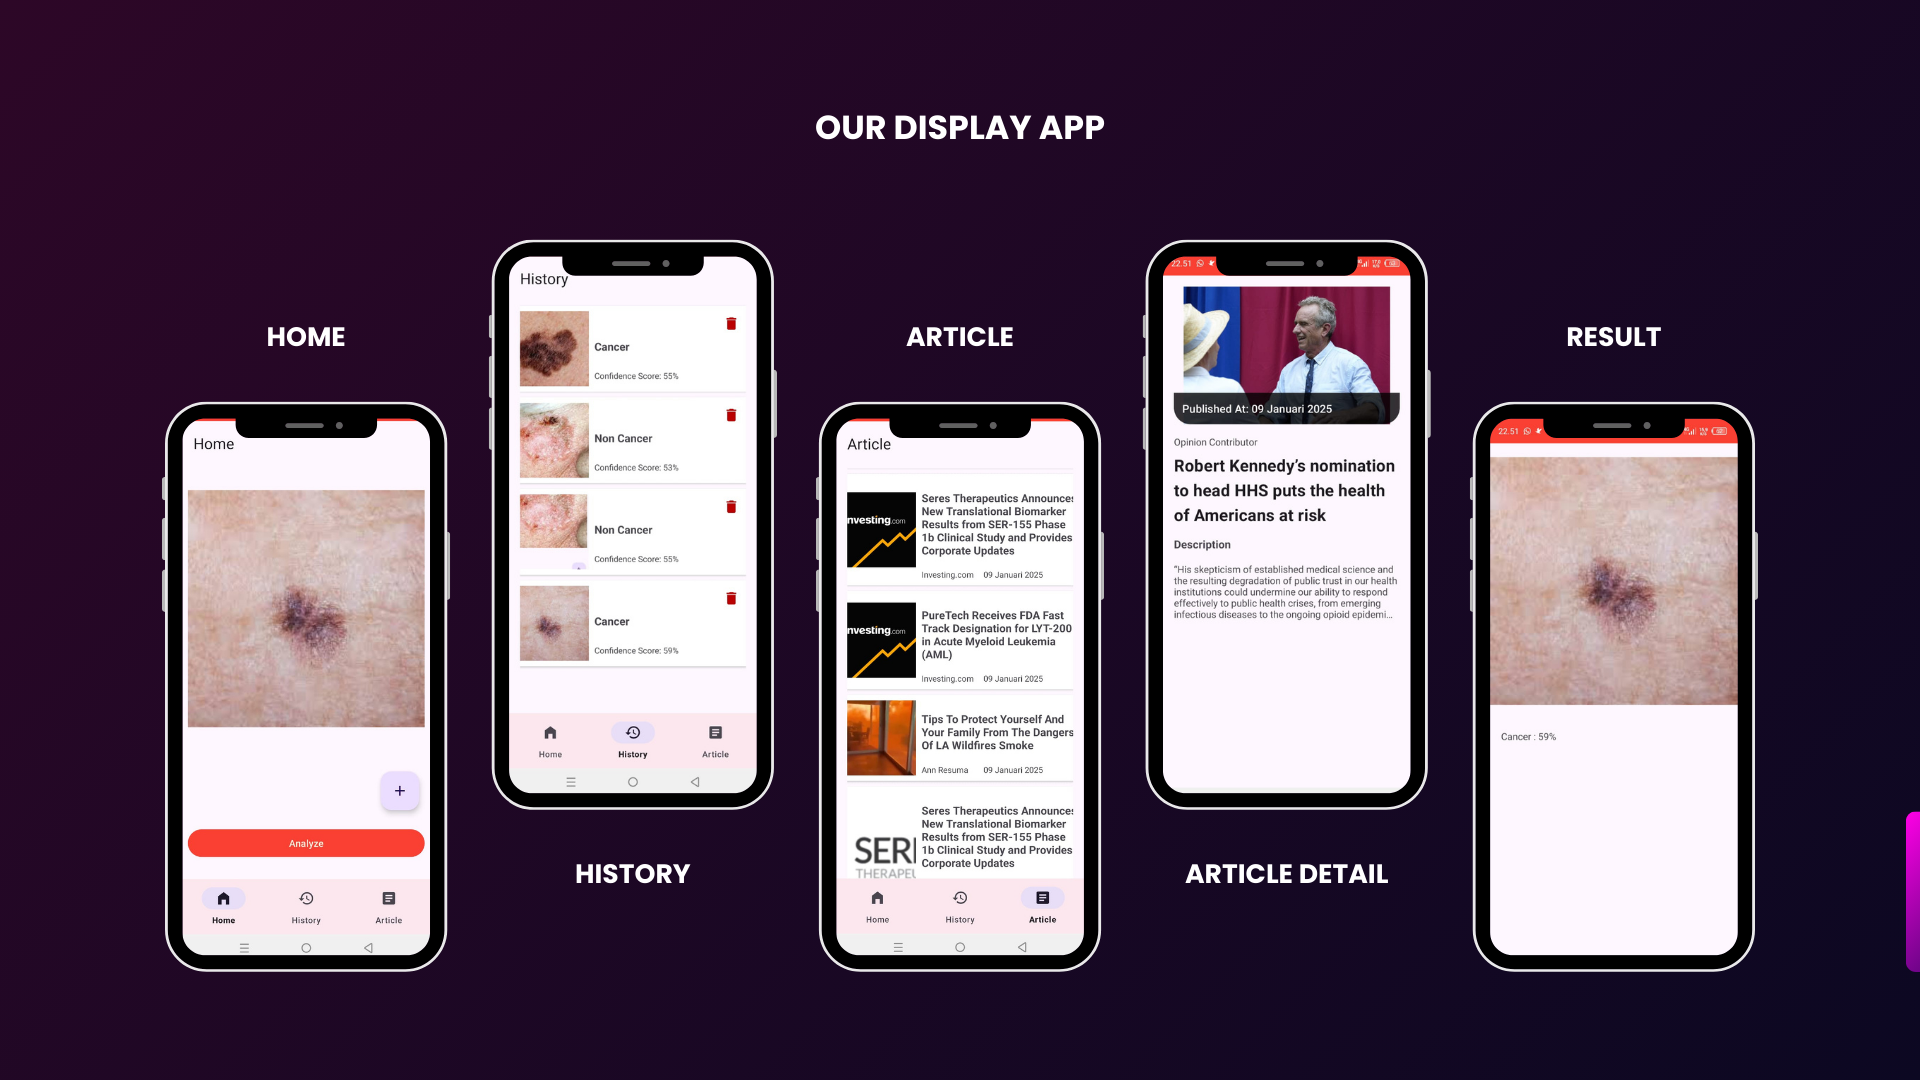 OUR DISPLAY APP
HOME
Home
Analyze
Home
History
Article
History
Cancer
Confidence Score: 55%
Non Cancer
Confidence Score: 53%
Non Cancer
Confidence Score: 55%
Cancer
Confidence Score: 59%
Home
History
Article
HISTORY
ARTICLE
Article
nvesting.com
Seres Therapeutics Announces
New Translational Biomarker
Results from SER-155 Phase
1b Clinical Study and Provides
Corporate Updates
Investing.com 09 Januari 2025
nvesting.com
PureTech Receives FDA Fast
Track Designation for LYT-200
in Acute Myeloid Leukemia
(AML)
Investing.com 09 Januari 2025
Tips To Protect Yourself And
Your Family From The Dangers
Of LA Wildfires Smoke
Ann Resuma 09 Januari 2025
SER
THERAPEU
Seres Therapeutics Announces
New Translational Biomarker
Results from SER-155 Phase
1b Clinical Study and Provides
Corporate Updates
Home
History
Article
22.51
Published At: 09 Januari 2025
Opinion Contributor
Robert Kennedy’s nomination
to head HHS puts the health
of Americans at risk
Description
"His skepticism of established medical science and
the resulting degradation of public trust in our health
institutions could undermine our ability to respond
effectively to public health crises, from emerging
infectious diseases to the ongoing opioid epidemi...
ARTICLE DETAIL
RESULT
22.51
Cancer : 59%